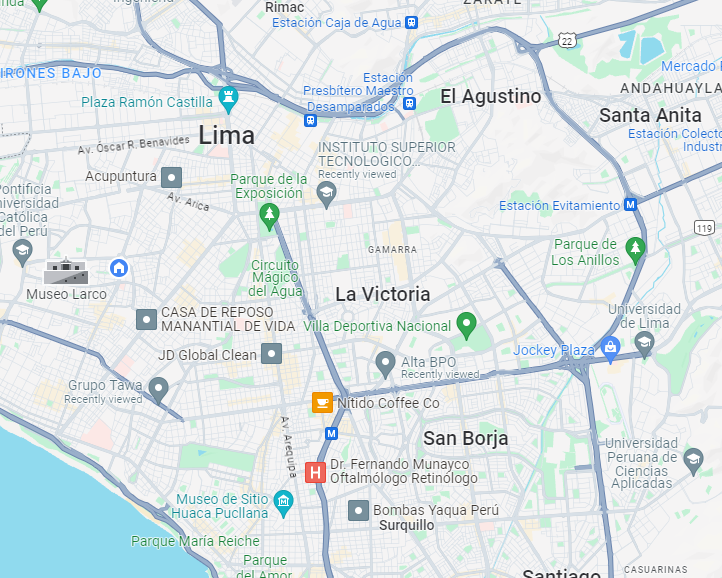 Ingeniería
Rimac
ZÁRATE
Estación Caja de Agua
22
IRONES BAJO
Mercado
Estación
Presbítero Maestro
Desamparados
El Agustino
ANDAHUAYLA
Plaza Ramón Castilla
Santa Anita
Lima
Estación Colecto
Industri
Av. Óscar R. Benavides
INSTITUTO SUPERIOR
TECNOLOGICO...
Recently viewed
Acupuntura
Parque de la
Exposición
Av. Arica
Pontificia
Universidad
Católica
del Perú
Estación Evitamiento
M
119
GAMARRA
Parque de
Los Anillos
Circuito
Mágico
del Agua
Museo Larco
La Victoria
CASA DE REPOSO
MANANTIAL DE VIDA
Villa Deportiva Nacional
Universidad
de Lima
JD Global Clean
Jockey Plaza
Alta BPO
Recently viewed
Grupo Tawa
Recently viewed
Nítido Coffee Co
Av. Arequipa
M
San Borja
H
Dr. Fernando Munayco
Oftalmólogo Retinólogo
Universidad
Peruana de
Ciencias
Aplicadas
Museo de Sitio
Huaca Pucllana
Bombas Yaqua Perú
Surquillo
Parque María Reiche
Parque
del Amor
Santiago
CASUARINAS